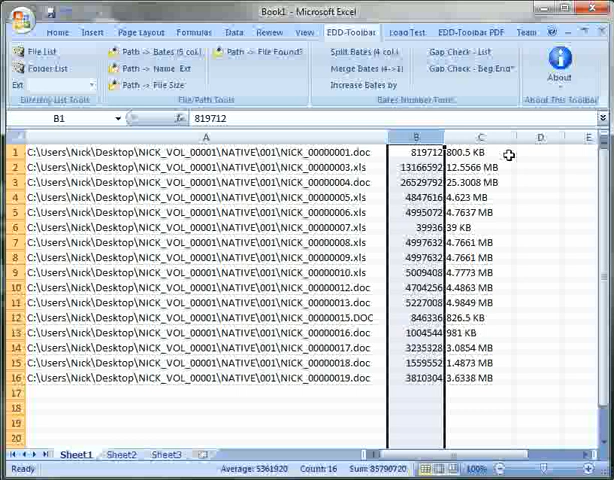 Book1 - Microsoft Excel
Home Insert Page Layout Formulas Data Review View EDD-Toolbar Load Test EDD-Toolbar PDF Team
File List Path -> Bates (5 col) Path -> File Found? Split Bates (4 col) Gap Check - List
Folder List Path -> Name Ext Merge Bates (4->1) Gap Check - Beg End
Ext Path -> File Size Increase Bates by About
Directory List Tools File/Path Tools Bates Number Tools About This Toolbar
B1 819712
A B C D E
1 C:\Users\Nick\Desktop\NICK_VOL_00001\NATIVE\001\NICK_00000001.doc 819712 800.5 KB
2 C:\Users\Nick\Desktop\NICK_VOL_00001\NATIVE\001\NICK_00000003.xls 13166592 12.5566 MB
3 C:\Users\Nick\Desktop\NICK_VOL_00001\NATIVE\001\NICK_00000004.doc 26529792 25.3008 MB
4 C:\Users\Nick\Desktop\NICK_VOL_00001\NATIVE\001\NICK_00000005.xls 4847616 4.623 MB
5 C:\Users\Nick\Desktop\NICK_VOL_00001\NATIVE\001\NICK_00000006.xls 4995072 4.7637 MB
6 C:\Users\Nick\Desktop\NICK_VOL_00001\NATIVE\001\NICK_00000007.xls 39936 39 KB
7 C:\Users\Nick\Desktop\NICK_VOL_00001\NATIVE\001\NICK_00000008.xls 4997632 4.7661 MB
8 C:\Users\Nick\Desktop\NICK_VOL_00001\NATIVE\001\NICK_00000009.xls 4997632 4.7661 MB
9 C:\Users\Nick\Desktop\NICK_VOL_00001\NATIVE\001\NICK_00000010.xls 5009408 4.7773 MB
10 C:\Users\Nick\Desktop\NICK_VOL_00001\NATIVE\001\NICK_00000012.doc 4704256 4.4863 MB
11 C:\Users\Nick\Desktop\NICK_VOL_00001\NATIVE\001\NICK_00000013.doc 5227008 4.9849 MB
12 C:\Users\Nick\Desktop\NICK_VOL_00001\NATIVE\001\NICK_00000015.DOC 846336 826.5 KB
13 C:\Users\Nick\Desktop\NICK_VOL_00001\NATIVE\001\NICK_00000016.doc 1004544 981 KB
14 C:\Users\Nick\Desktop\NICK_VOL_00001\NATIVE\001\NICK_00000017.doc 3235328 3.0854 MB
15 C:\Users\Nick\Desktop\NICK_VOL_00001\NATIVE\001\NICK_00000018.doc 1559552 1.4873 MB
16 C:\Users\Nick\Desktop\NICK_VOL_00001\NATIVE\001\NICK_00000019.doc 3810304 3.6338 MB
17
18
19
20
Sheet1 Sheet2 Sheet3
Ready Average: 5361920 Count: 16 Sum: 85790720 100%